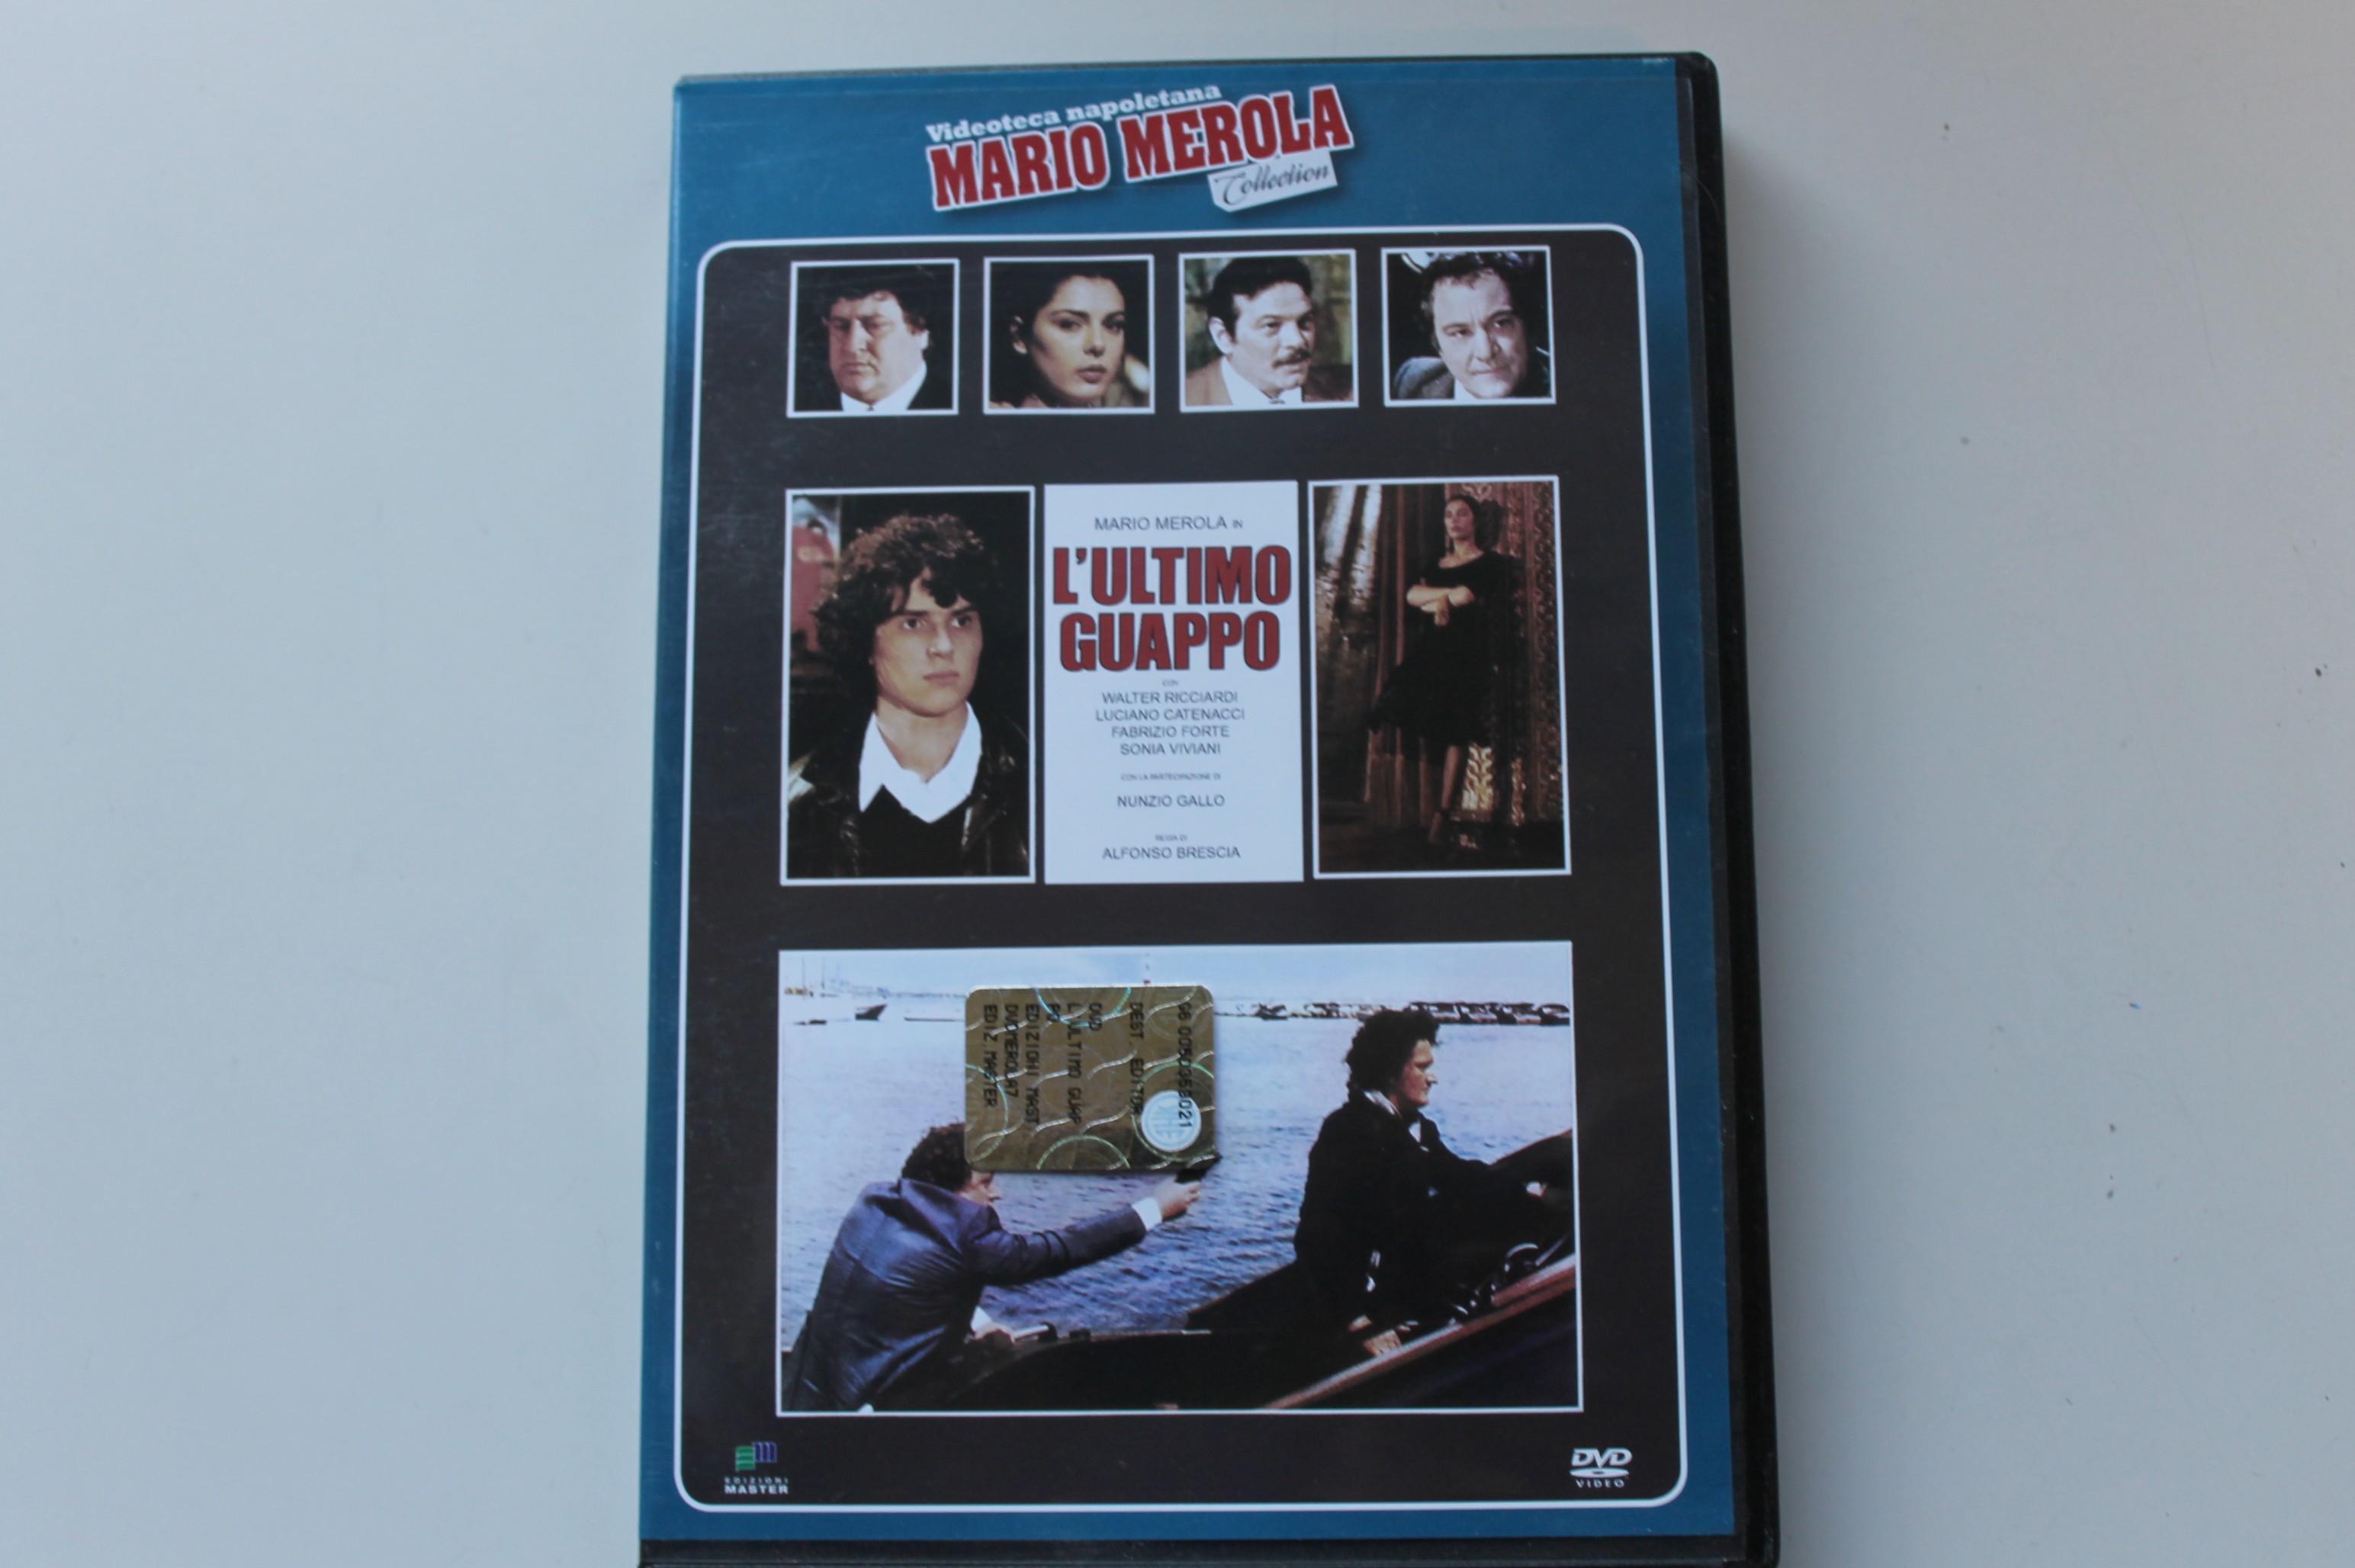 Videoteca napoletana
MARIO MEROLA
Collection
MARIO MEROLA IN
L'ULTIMO
GUAPPO
CON
WALTER RICCIARDI
LUCIANO CATENACCI
FABRIZIO FORTE
SONIA VIVIANI
CON LA PARTECIPAZIONE DI
NUNZIO GALLO
REGIA DI
ALFONSO BRESCIA
DEST. EDITOR
DVD
L'ULTIMO GUAP
PO
EDIZIONI MAST
DVDMEROLA7
EDIZ.MASTER
EDIZIONI
MASTER
DVD
VIDEO